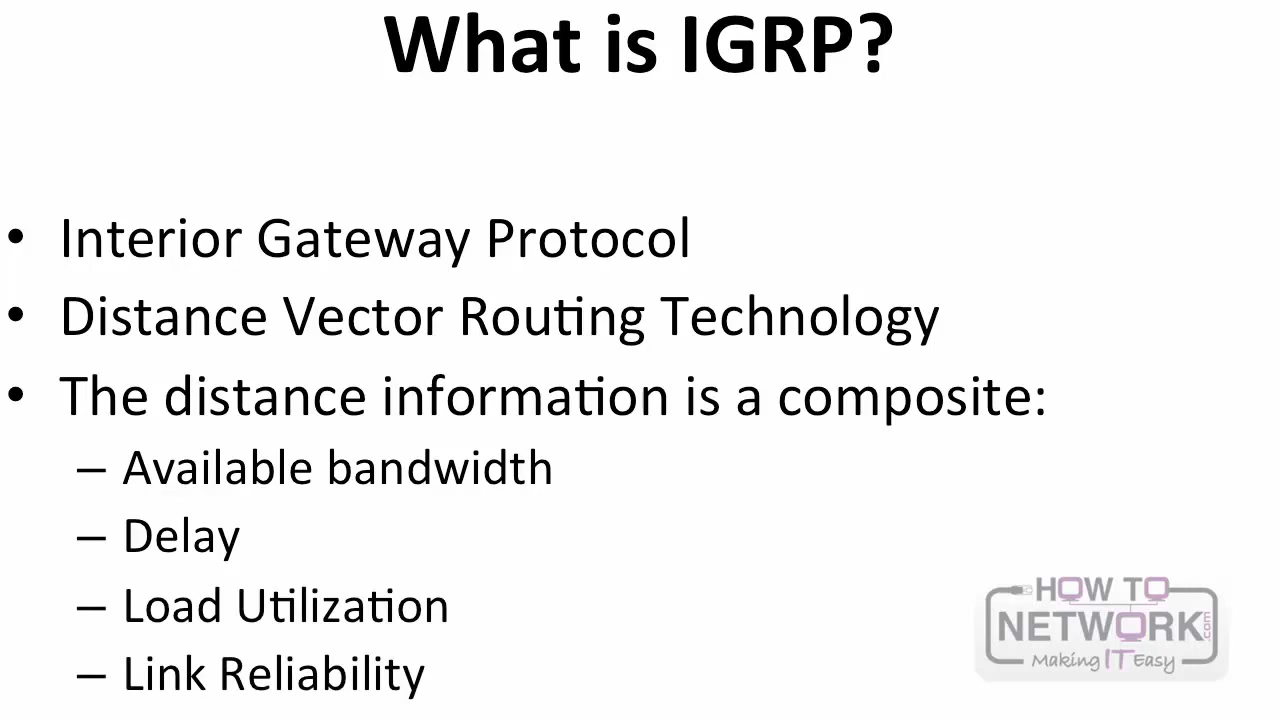 What is IGRP?
• Interior Gateway Protocol
• Distance Vector Routing Technology
• The distance information is a composite:
– Available bandwidth
– Delay
– Load Utilization
– Link Reliability
HOW TO
NETWORK.com
Making IT Easy